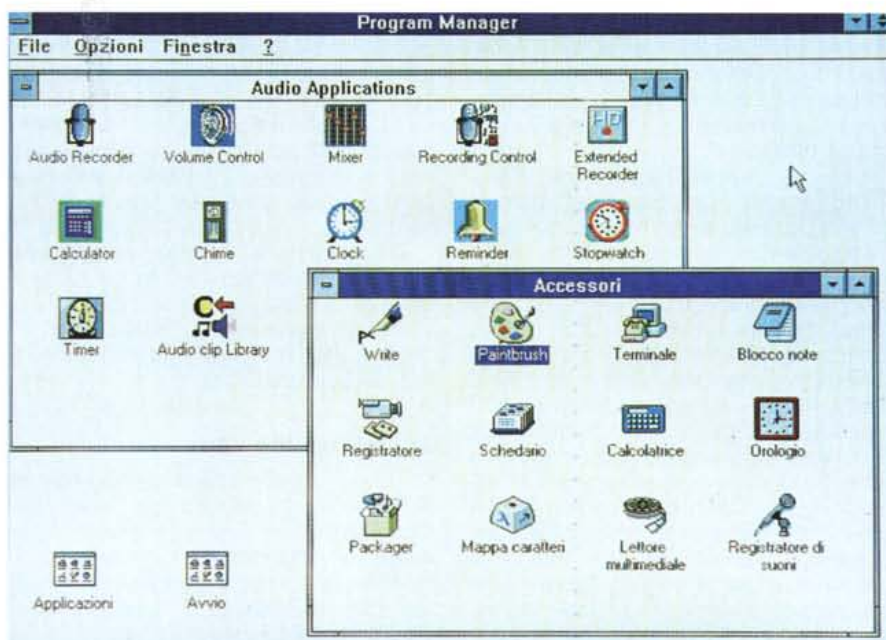 Program Manager
File Opzioni Finestra ?
Audio Applications
Audio Recorder Volume Control Mixer Recording Control Extended
Recorder
Calculator Chime Clock Reminder Stopwatch
Timer Audio clip Library
Accessori
Write Paintbrush Terminale Blocco note
Registratore Schedario Calcolatrice Orologio
Packager Mappa caratteri Lettore
multimediale Registratore di
suoni
Applicazioni Avvio